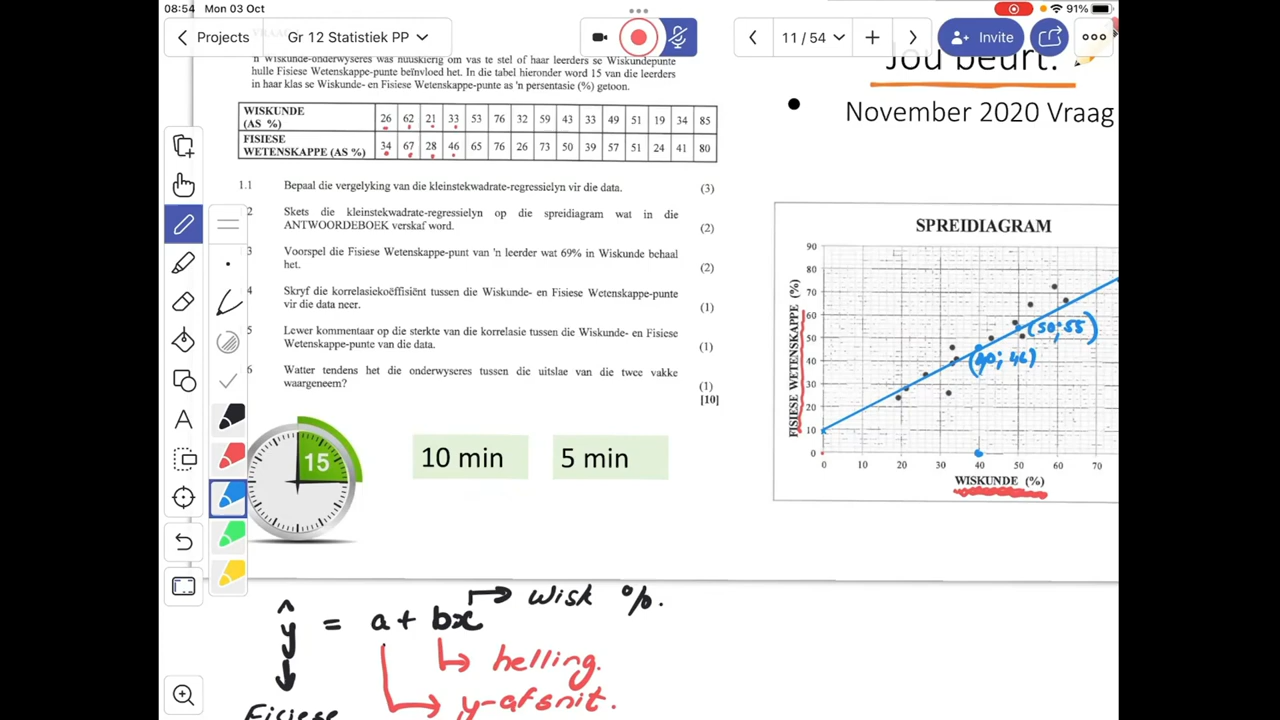 08:54 Mon 03 Oct
91%
Projects
Gr 12 Statistiek PP
11 / 54
Invite
'n Wiskunde-onderwyseres was nuuskierig om vas te stel of haar leerders se Wiskundepunte
hulle Fisiese Wetenskappe-punte beïnvloed het. In die tabel hieronder word 15 van die leerders
in haar klas se Wiskunde- en Fisiese Wetenskappe-punte as 'n persentasie (%) getoon.
WISKUNDE (AS %) 26 62 21 33 53 76 32 59 43 33 49 51 19 34 85
FISIESE WETENSKAPPE (AS %) 34 67 28 46 65 76 26 73 50 39 57 51 24 41 80
1.1 Bepaal die vergelyking van die kleinstekwadrate-regressielyn vir die data. (3)
2 Skets die kleinstekwadrate-regressielyn op die spreidiagram wat in die
ANTWOORDEBOEK verskaf word. (2)
3 Voorspel die Fisiese Wetenskappe-punt van 'n leerder wat 69% in Wiskunde behaal
het. (2)
4 Skryf die korrelasiekoëffisiënt tussen die Wiskunde- en Fisiese Wetenskappe-punte
vir die data neer. (1)
5 Lewer kommentaar op die sterkte van die korrelasie tussen die Wiskunde- en Fisiese
Wetenskappe-punte van die data. (1)
6 Watter tendens het die onderwyseres tussen die uitslae van die twee vakke
waargeneem? (1)
[10]
15
10 min
5 min
Jou beurt!
• November 2020 Vraag
SPREIDIAGRAM
FISIESE WETENSKAPPE (%)
90
80
70
60
50
40
30
20
10
0
0 10 20 30 40 50 60 70
WISKUNDE (%)
(50;55)
(40;46)
ŷ = a + bx
Wisk %.
helling.
y-afsnit.
Fisiese
A